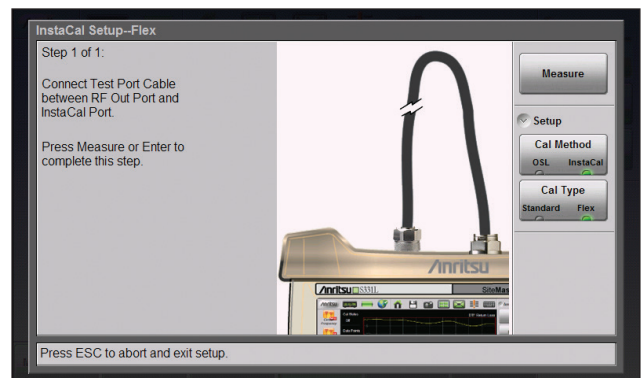 InstaCal Setup--Flex
Step 1 of 1:
Connect Test Port Cable
between RF Out Port and
InstaCal Port.
Press Measure or Enter to
complete this step.
Measure
Setup
Cal Method
OSL InstaCal
Cal Type
Standard Flex
Anritsu
Anritsu S331L SiteMas
Press ESC to abort and exit setup.